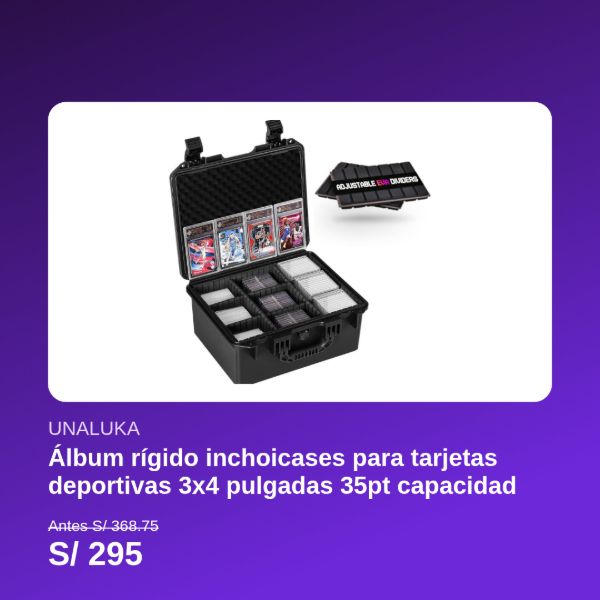 ADJUSTABLE EVA DIVIDERS
UNALUKA
Álbum rígido inchoicases para tarjetas
deportivas 3x4 pulgadas 35pt capacidad
Antes S/ 368.75
S/ 295